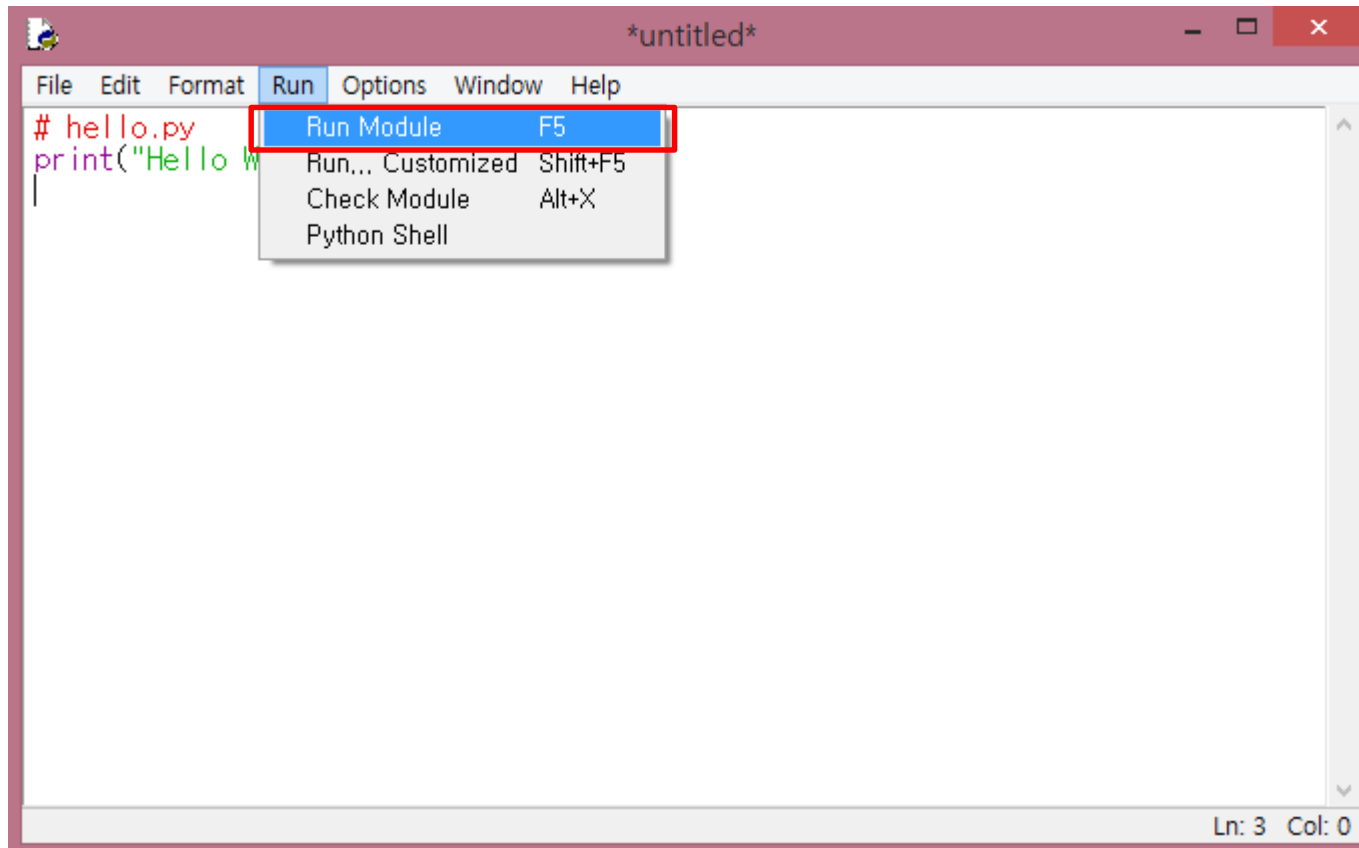 *untitled*
File Edit Format Run Options Window Help
# hello.py
print("Hello W
Run Module F5
Run... Customized Shift+F5
Check Module Alt+X
Python Shell
Ln: 3 Col: 0